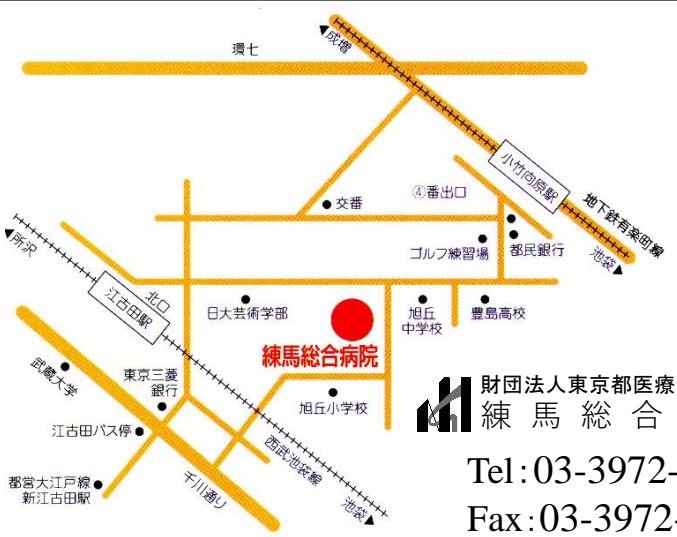 ▼成増
環七
小竹向原駅
地下鉄有楽町線
池袋▲
交番
④番出口
ゴルフ練習場
都民銀行
▼所沢
江古田駅
北口
日大芸術学部
旭丘
中学校
豊島高校
練馬総合病院
武蔵大学
東京三菱
銀行
旭丘小学校
江古田バス停
西武池袋線
池袋▲
都営大江戸線
新江古田駅
千川通り
財団法人東京都医療
練馬総合
Tel:03-3972-
Fax:03-3972-